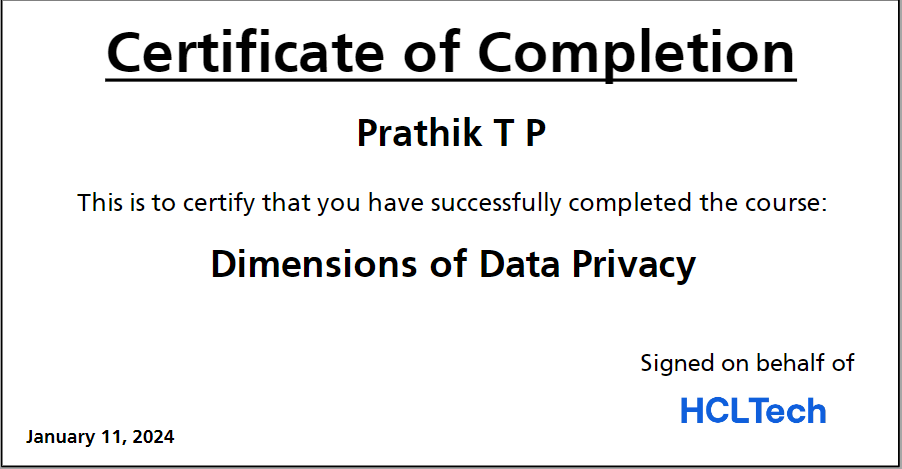 Certificate of Completion
Prathik T P
This is to certify that you have successfully completed the course:
Dimensions of Data Privacy
Signed on behalf of
HCLTech
January 11, 2024